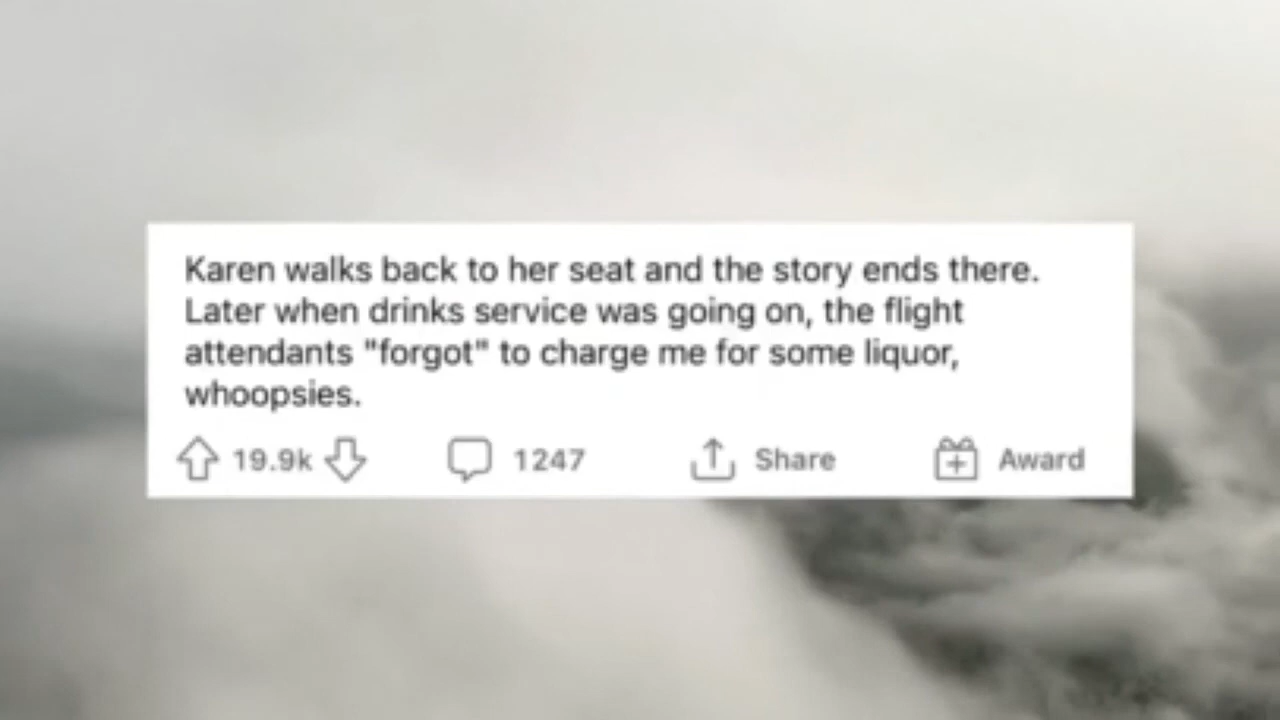 Karen walks back to her seat and the story ends there.
Later when drinks service was going on, the flight
attendants "forgot" to charge me for some liquor,
whoopsies.
19.9k 1247 Share Award